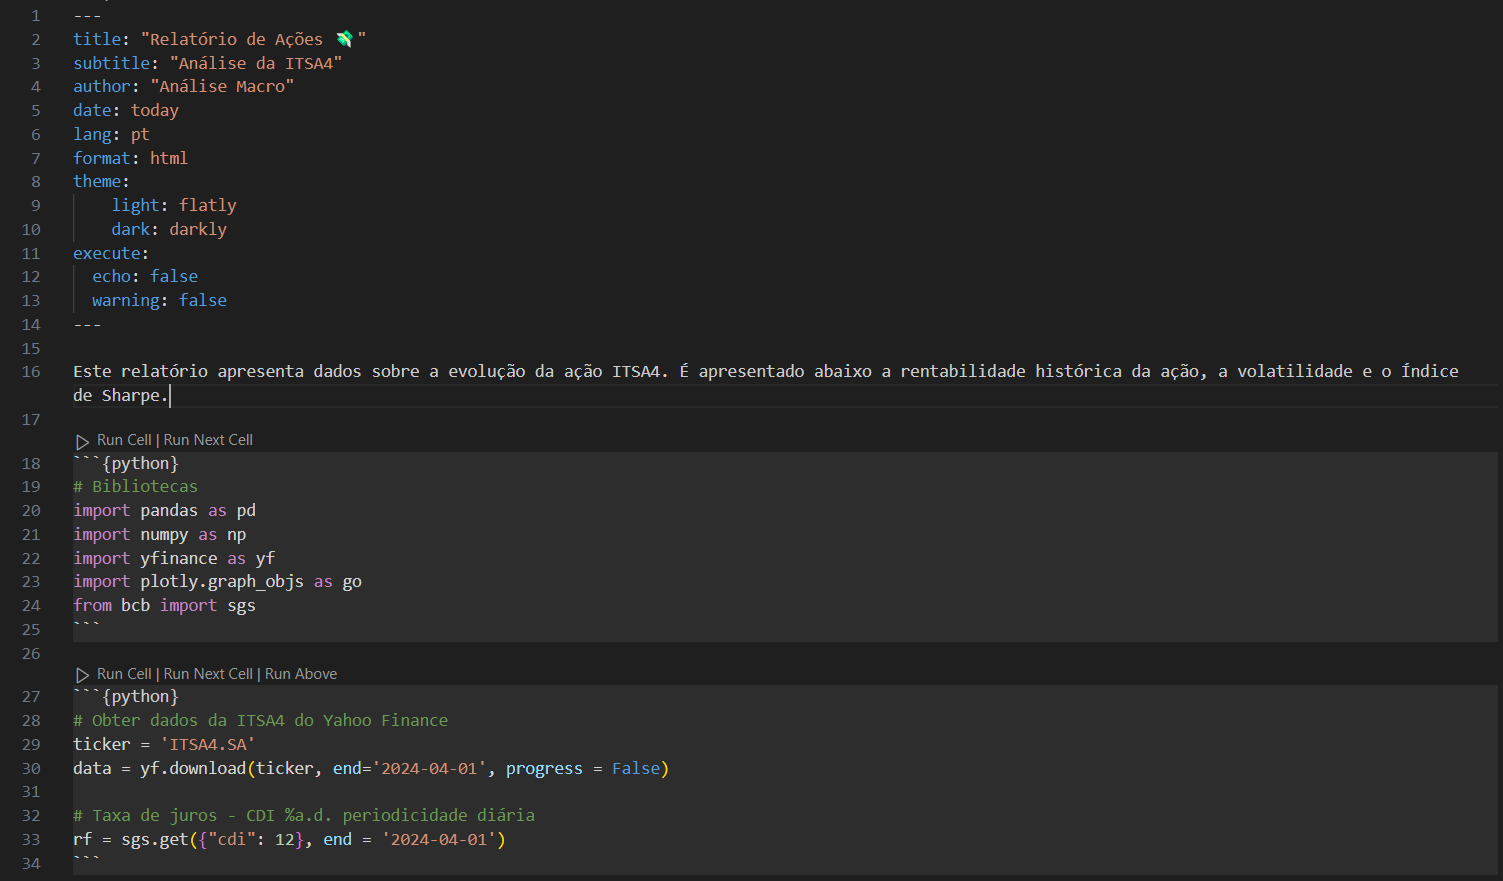 1 ---
2 title: "Relatório de Ações 💸"
3 subtitle: "Análise da ITSA4"
4 author: "Análise Macro"
5 date: today
6 lang: pt
7 format: html
8 theme:
9     light: flatly
10     dark: darkly
11 execute:
12   echo: false
13   warning: false
14 ---
15
16 Este relatório apresenta dados sobre a evolução da ação ITSA4. É apresentado abaixo a rentabilidade histórica da ação, a volatilidade e o Índice
de Sharpe.
17
Run Cell | Run Next Cell
18 ```{python}
19 # Bibliotecas
20 import pandas as pd
21 import numpy as np
22 import yfinance as yf
23 import plotly.graph_objs as go
24 from bcb import sgs
25 ```
26
Run Cell | Run Next Cell | Run Above
27 ```{python}
28 # Obter dados da ITSA4 do Yahoo Finance
29 ticker = 'ITSA4.SA'
30 data = yf.download(ticker, end='2024-04-01', progress = False)
31
32 # Taxa de juros - CDI %a.d. periodicidade diária
33 rf = sgs.get({"cdi": 12}, end = '2024-04-01')
34 ```